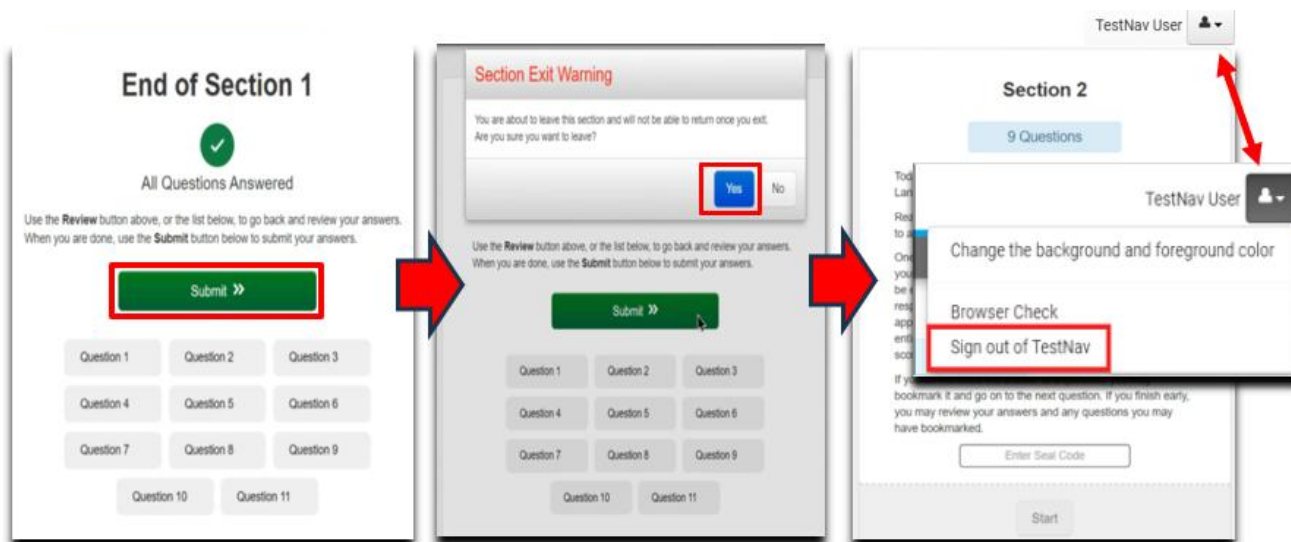 End of Section 1
All Questions Answered
Use the Review button above, or the list below, to go back and review your answers.
When you are done, use the Submit button below to submit your answers.
Submit »
Question 1 Question 2 Question 3
Question 4 Question 5 Question 6
Question 7 Question 8 Question 9
Question 10 Question 11
Section Exit Warning
You are about to leave this section and will not be able to return once you exit.
Are you sure you want to leave?
Yes No
Use the Review button above, or the list below, to go back and review your answers.
When you are done, use the Submit button below to submit your answers.
Submit »
Question 1 Question 2 Question 3
Question 4 Question 5 Question 6
Question 7 Question 8 Question 9
Question 10 Question 11
TestNav User
Section 2
9 Questions
TestNav User
Change the background and foreground color
Browser Check
Sign out of TestNav
bookmark it and go on to the next question. If you finish early,
you may review your answers and any questions you may
have bookmarked.
Enter Seal Code
Start